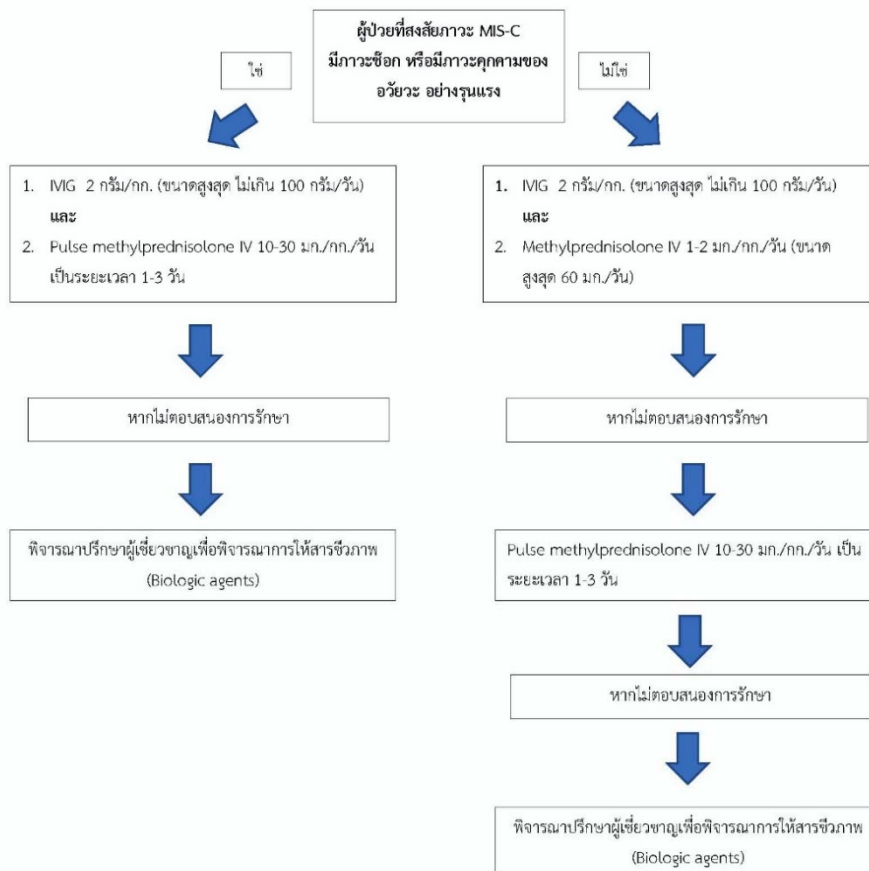 ผู้ป่วยที่สงสัยภาวะ MIS-C
มีภาวะช็อก หรือมีภาวะคุกคามของ
อวัยวะ อย่างรุนแรง
ใช่
ไม่ใช่
1. IVIG 2 กรัม/กก. (ขนาดสูงสุด ไม่เกิน 100 กรัม/วัน)
และ
2. Pulse methylprednisolone IV 10-30 มก./กก./วัน
เป็นระยะเวลา 1-3 วัน
1. IVIG 2 กรัม/กก. (ขนาดสูงสุด ไม่เกิน 100 กรัม/วัน)
และ
2. Methylprednisolone IV 1-2 มก./กก./วัน (ขนาด
สูงสุด 60 มก./วัน)
หากไม่ตอบสนองการรักษา
หากไม่ตอบสนองการรักษา
พิจารณาปรึกษาผู้เชี่ยวชาญเพื่อพิจารณาการให้สารชีวภาพ
(Biologic agents)
Pulse methylprednisolone IV 10-30 มก./กก./วัน เป็น
ระยะเวลา 1-3 วัน
หากไม่ตอบสนองการรักษา
พิจารณาปรึกษาผู้เชี่ยวชาญเพื่อพิจารณาการให้สารชีวภาพ
(Biologic agents)